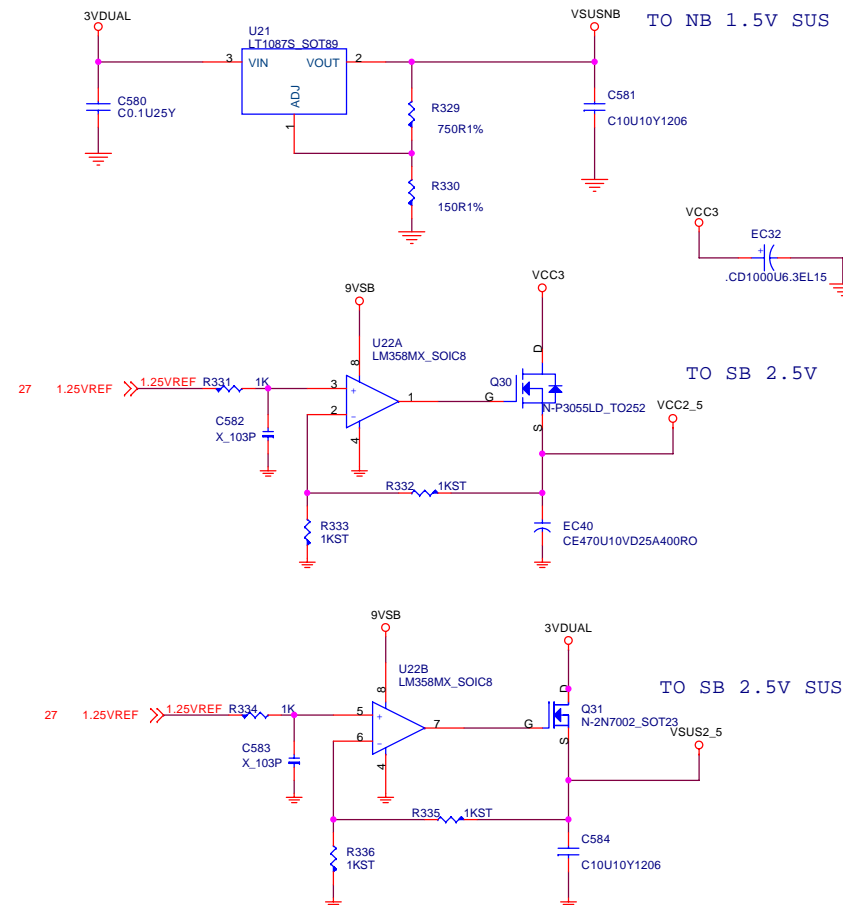 3VDUAL
U21
LT1087S_SOT89
VSUSNB
TO NB 1.5V SUS
3 VIN VOUT 2
ADJ
1
C580
C0.1U25Y
R329
750R1%
C581
C10U10Y1206
R330
150R1%
VCC3
EC32
+
.CD1000U6.3EL15
9VSB
VCC3
U22A
LM358MX_SOIC8
TO SB 2.5V
27 1.25VREF 1.25VREF R331 1K
8
3 + 1
2 -
4
G
D
S
Q30
N-P3055LD_TO252
VCC2_5
C582
X_103P
R332 1KST
R333
1KST
EC40
CE470U10VD25A400RO
9VSB
3VDUAL
U22B
LM358MX_SOIC8
TO SB 2.5V SUS
27 1.25VREF 1.25VREF R334 1K
8
5 + 7
6 -
4
G
D
S
Q31
N-2N7002_SOT23
VSUS2_5
C583
X_103P
R335 1KST
R336
1KST
C584
C10U10Y1206